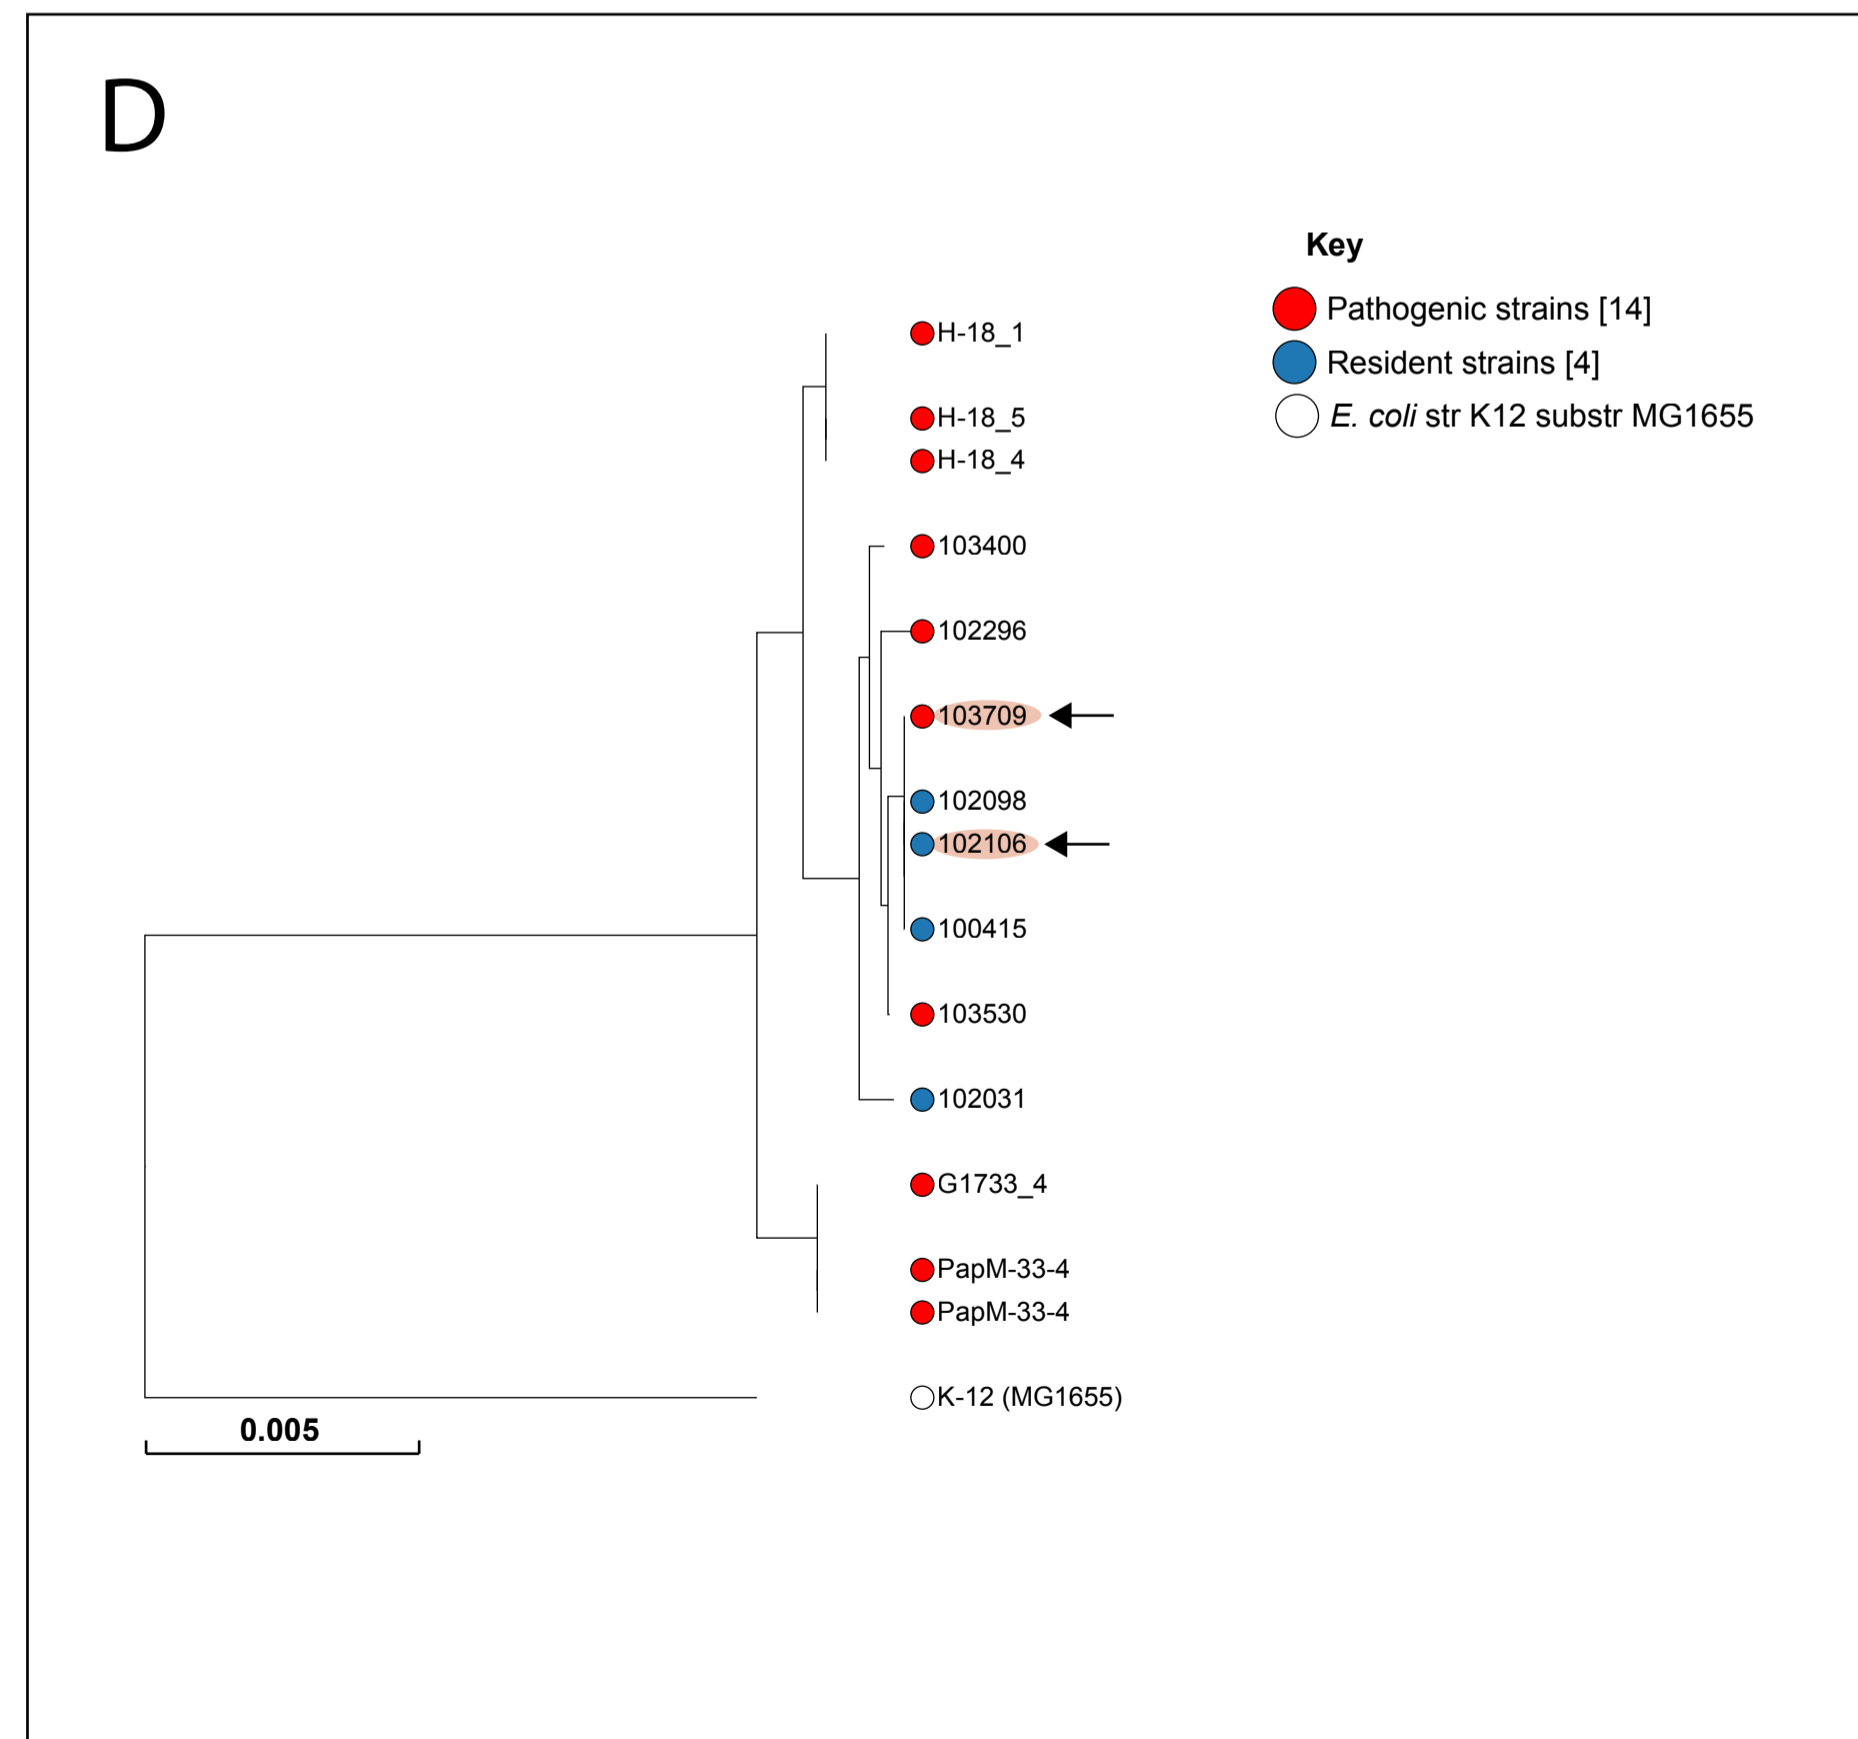 D
Key
Pathogenic strains [14]
Resident strains [4]
E. coli str K12 substr MG1655
H-18_1
H-18_5
H-18_4
103400
102296
103709
102098
102106
100415
103530
102031
G1733_4
PapM-33-4
PapM-33-4
K-12 (MG1655)
0.005